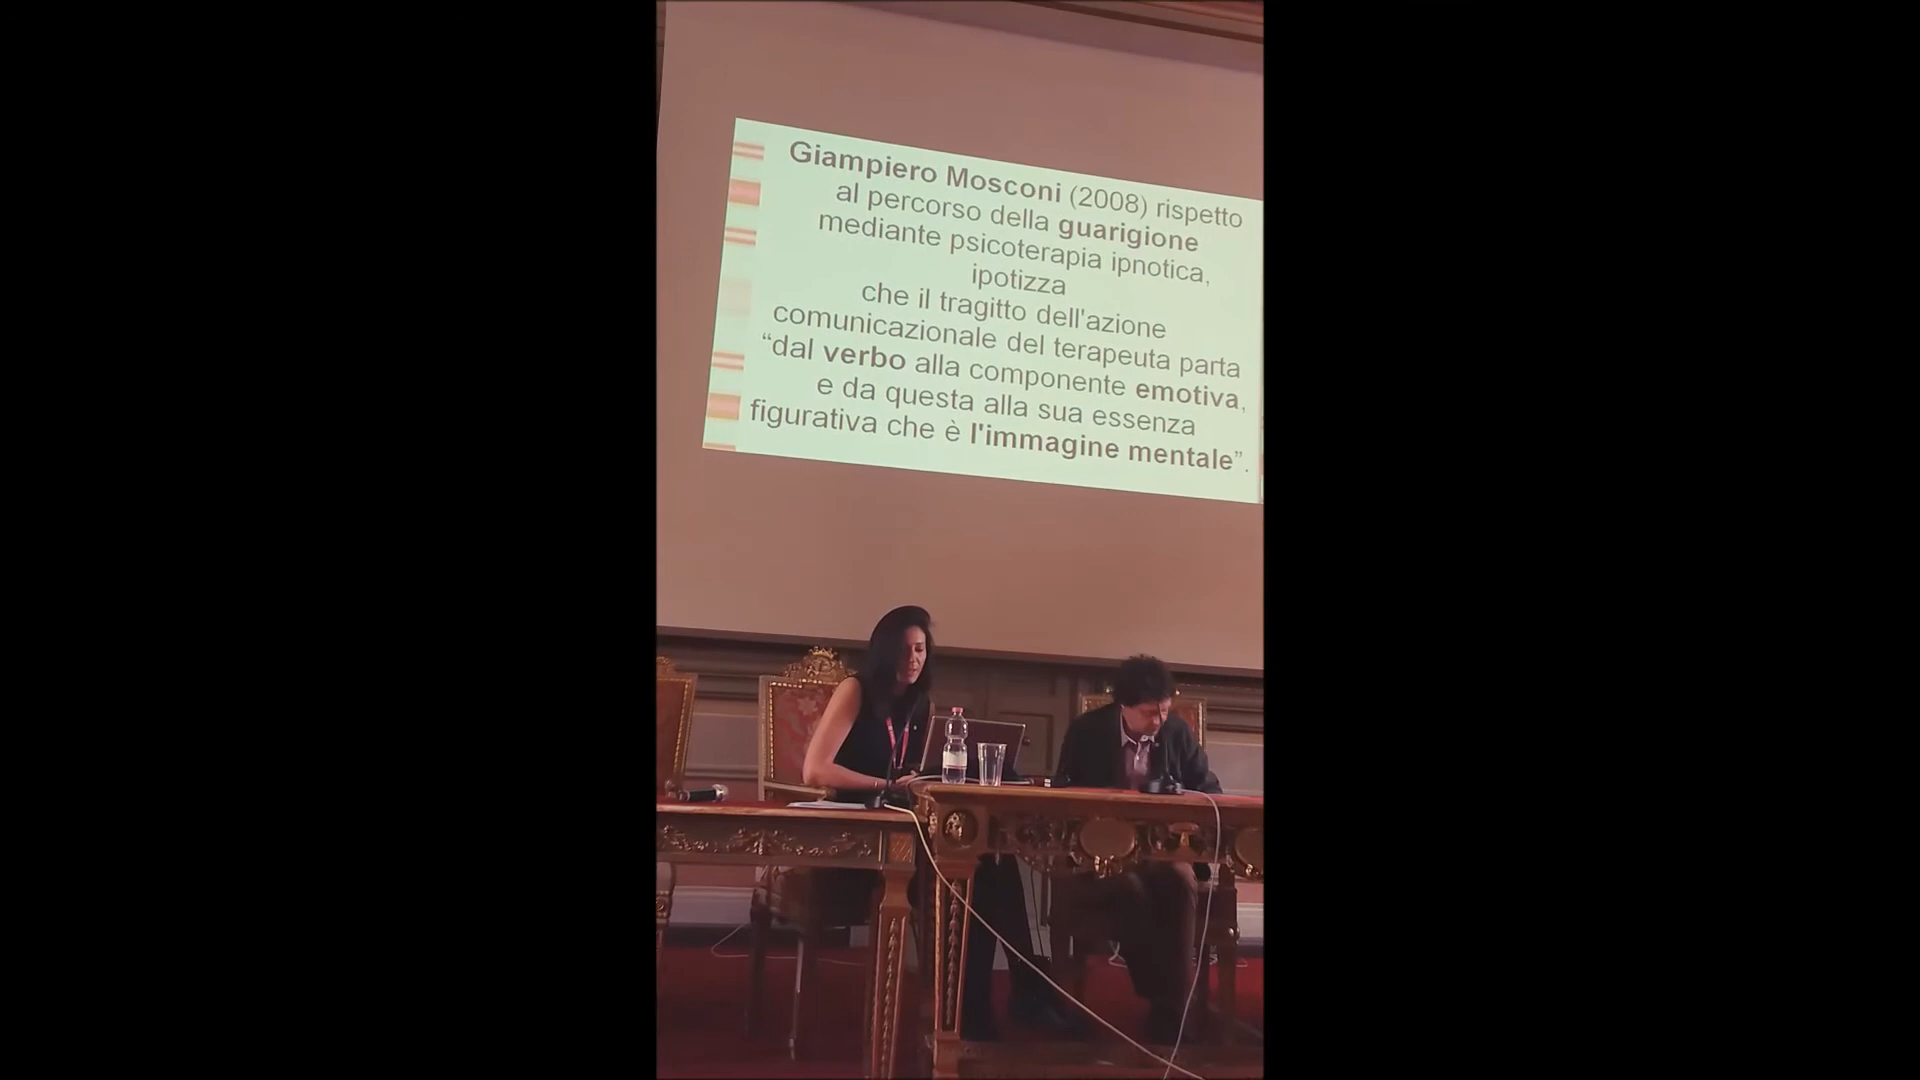 Giampiero Mosconi (2008) rispetto
al percorso della guarigione
mediante psicoterapia ipnotica,
ipotizza
che il tragitto dell'azione
comunicazionale del terapeuta parta
“dal verbo alla componente emotiva,
e da questa alla sua essenza
figurativa che è l'immagine mentale”.